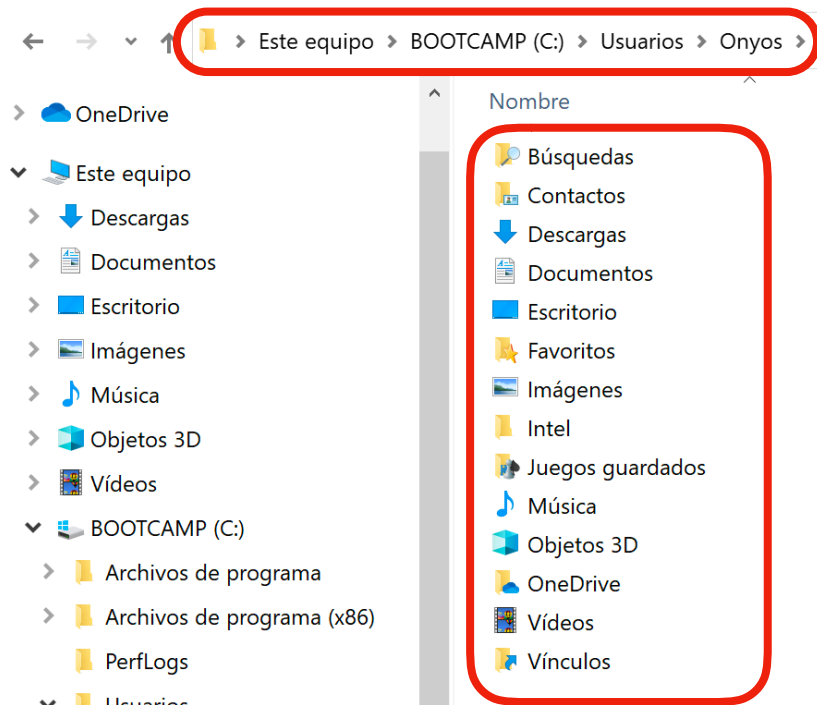 Este equipo > BOOTCAMP (C:) > Usuarios > Onyos >
OneDrive
Este equipo
Descargas
Documentos
Escritorio
Imágenes
Música
Objetos 3D
Vídeos
BOOTCAMP (C:)
Archivos de programa
Archivos de programa (x86)
PerfLogs
Usuarios
Nombre
Búsquedas
Contactos
Descargas
Documentos
Escritorio
Favoritos
Imágenes
Intel
Juegos guardados
Música
Objetos 3D
OneDrive
Vídeos
Vínculos